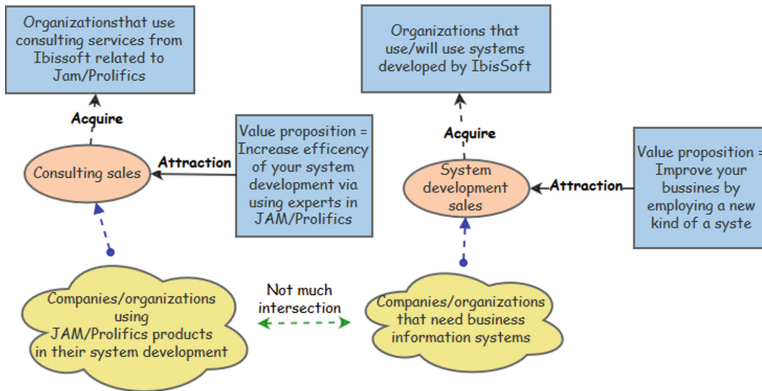 Organizationsthat use
consulting services from
Ibissoft related to
Jam/Prolifics
Organizations that
use/will use systems
developed by IbisSoft
Acquire
Acquire
Value proposition =
Increase efficency
of your system
development via
using experts in
JAM/Prolifics
Attraction
Consulting sales
System
development
sales
Attraction
Value proposition =
Improve your
bussines by
employing a new
kind of a syste
Not much
intersection
Companies/organizations
using
JAM/Prolifics products
in their system development
Companies/organizations
that need business
information systems